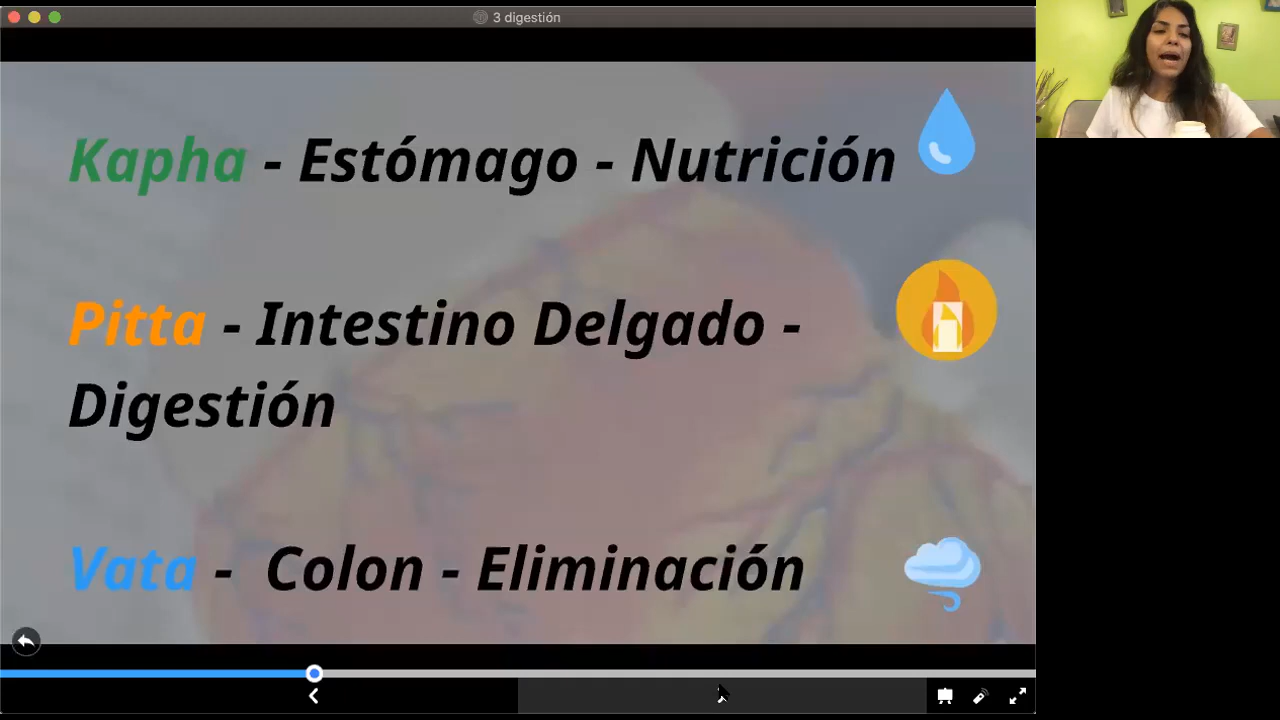 3 digestión
Kapha - Estómago - Nutrición
Pitta - Intestino Delgado -
Digestión
Vata - Colon - Eliminación